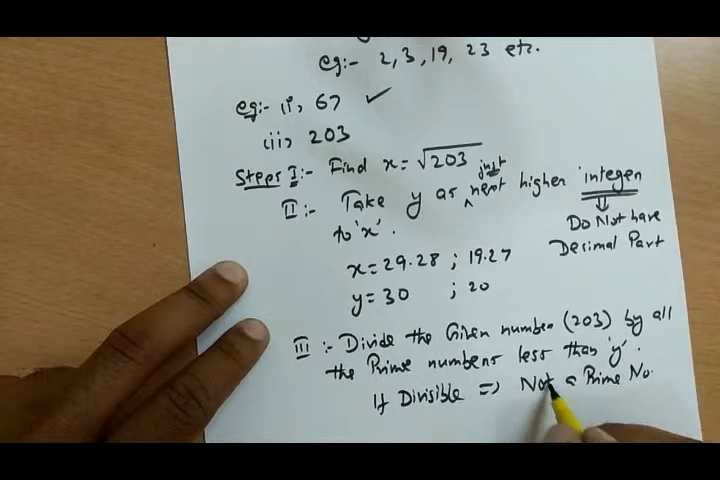 eg:- 2, 3, 19, 23 etc.
eg:- (i), 67 ✓
(ii), 203
Steps I:- Find x = √203
II:- Take y as just next higher integer
to 'x'.
Do Not have
Decimal Part
x = 29.28 ; 19.27
y = 30 ; 20
III :- Divide the Given number (203) by all
the Prime numbers less than 'y'.
If Divisible => Not a Prime No.